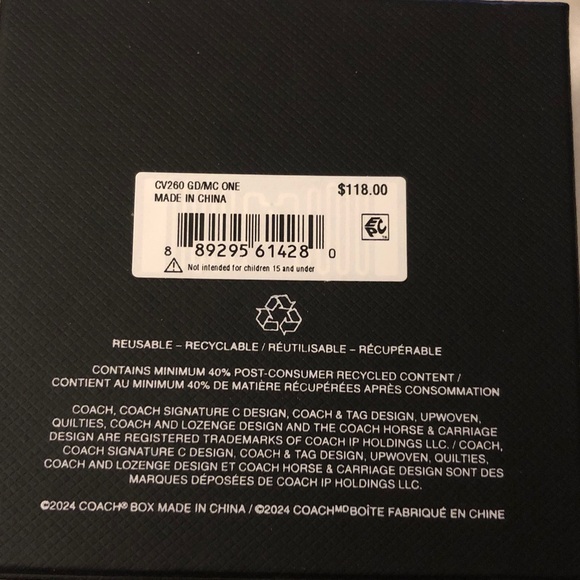 CV260 GD/MC ONE $118.00
MADE IN CHINA
8 89295 61428 0
EPC
Not intended for children 15 and under
REUSABLE – RECYCLABLE / RÉUTILISABLE – RÉCUPÉRABLE
CONTAINS MINIMUM 40% POST-CONSUMER RECYCLED CONTENT /
CONTIENT AU MINIMUM 40% DE MATIÈRE RÉCUPÉRÉES APRÈS CONSOMMATION
COACH, COACH SIGNATURE C DESIGN, COACH & TAG DESIGN, UPWOVEN,
QUILTIES, COACH AND LOZENGE DESIGN AND THE COACH HORSE & CARRIAGE
DESIGN ARE REGISTERED TRADEMARKS OF COACH IP HOLDINGS LLC. / COACH,
COACH SIGNATURE C DESIGN, COACH & TAG DESIGN, UPWOVEN, QUILTIES,
COACH AND LOZENGE DESIGN ET COACH HORSE & CARRIAGE DESIGN SONT DES
MARQUES DÉPOSÉES DE COACH IP HOLDINGS LLC.
©2024 COACH® BOX MADE IN CHINA / ©2024 COACHᴹᴰ BOÎTE FABRIQUÉ EN CHINE